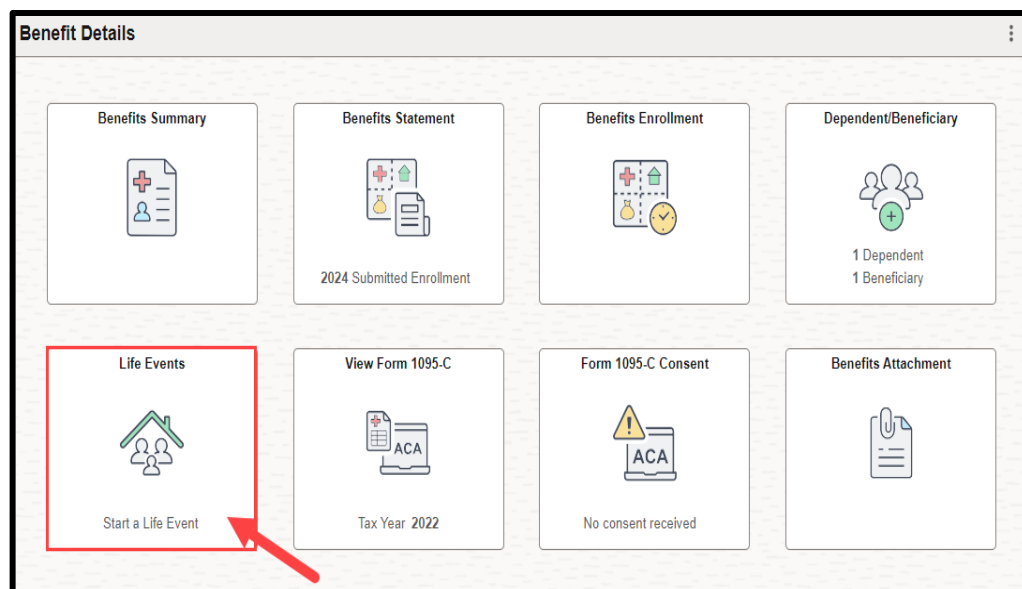 Benefit Details
Benefits Summary
Benefits Statement
2024 Submitted Enrollment
Benefits Enrollment
Dependent/Beneficiary
1 Dependent
1 Beneficiary
Life Events
Start a Life Event
View Form 1095-C
ACA
Tax Year 2022
Form 1095-C Consent
ACA
No consent received
Benefits Attachment